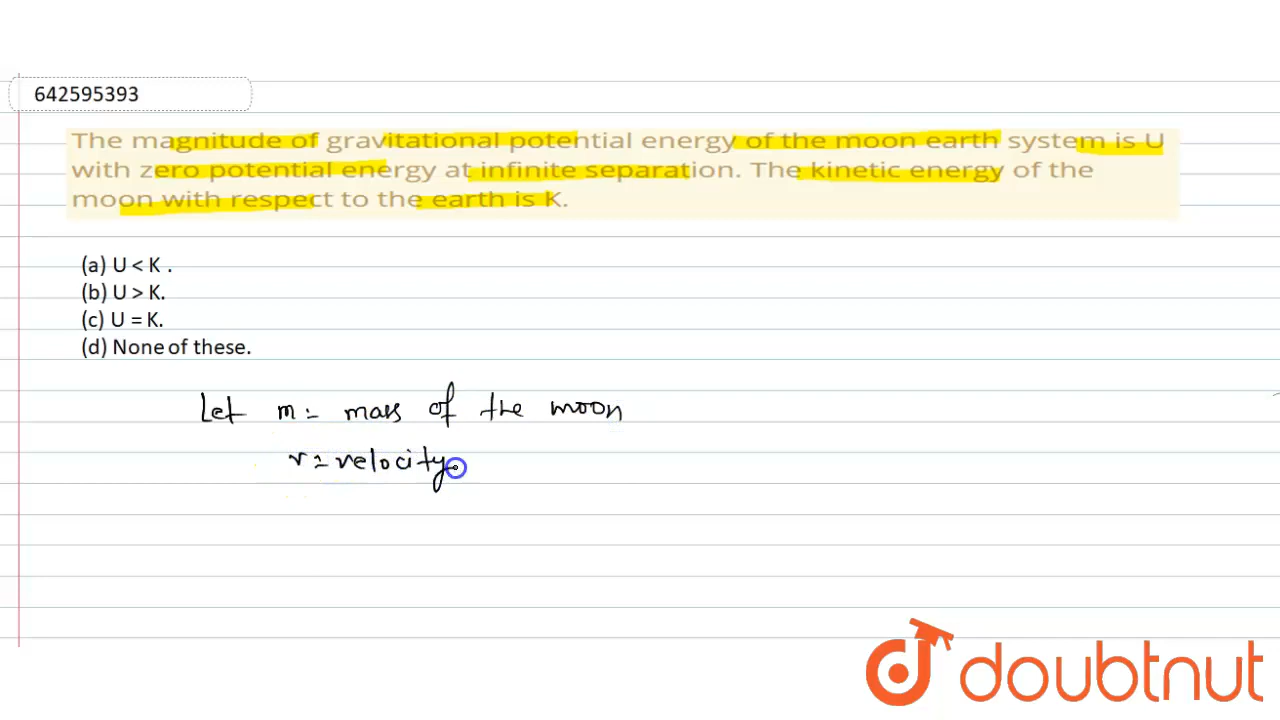 642595393
The magnitude of gravitational potential energy of the moon earth system is U
with zero potential energy at infinite separation. The kinetic energy of the
moon with respect to the earth is K.
(a) U < K .
(b) U > K.
(c) U = K.
(d) None of these.
Let m = mass of the moon
v = velocity
doubtnut